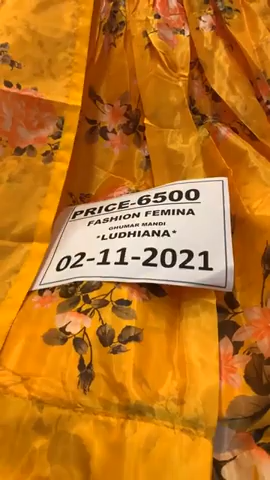 PRICE-6500
FASHION FEMINA
GHUMAR MANDI
*LUDHIANA*
02-11-2021